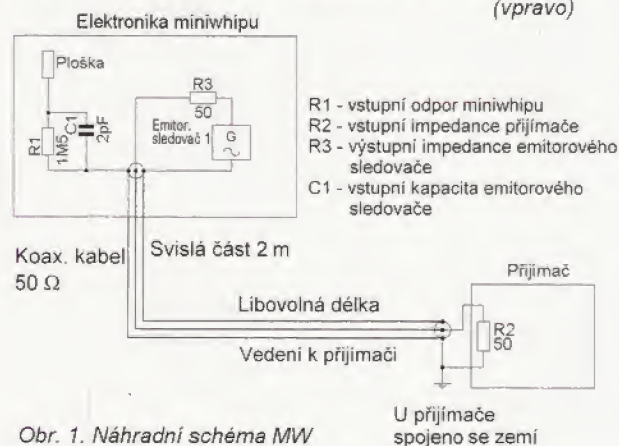 (vpravo)
Elektronika miniwhipu
Ploška
R3
50
Emitor.
sledovač 1
G
R1
1M5
C1
2pF
R1 - vstupní odpor miniwhipu
R2 - vstupní impedance přijímače
R3 - výstupní impedance emitorového
sledovače
C1 - vstupní kapacita emitorového
sledovače
Koax. kabel
50 Ω
Svislá část 2 m
Přijímač
Libovolná délka
R2
50
Vedení k přijímači
U přijímače
spojeno se zemí
Obr. 1. Náhradní schéma MW